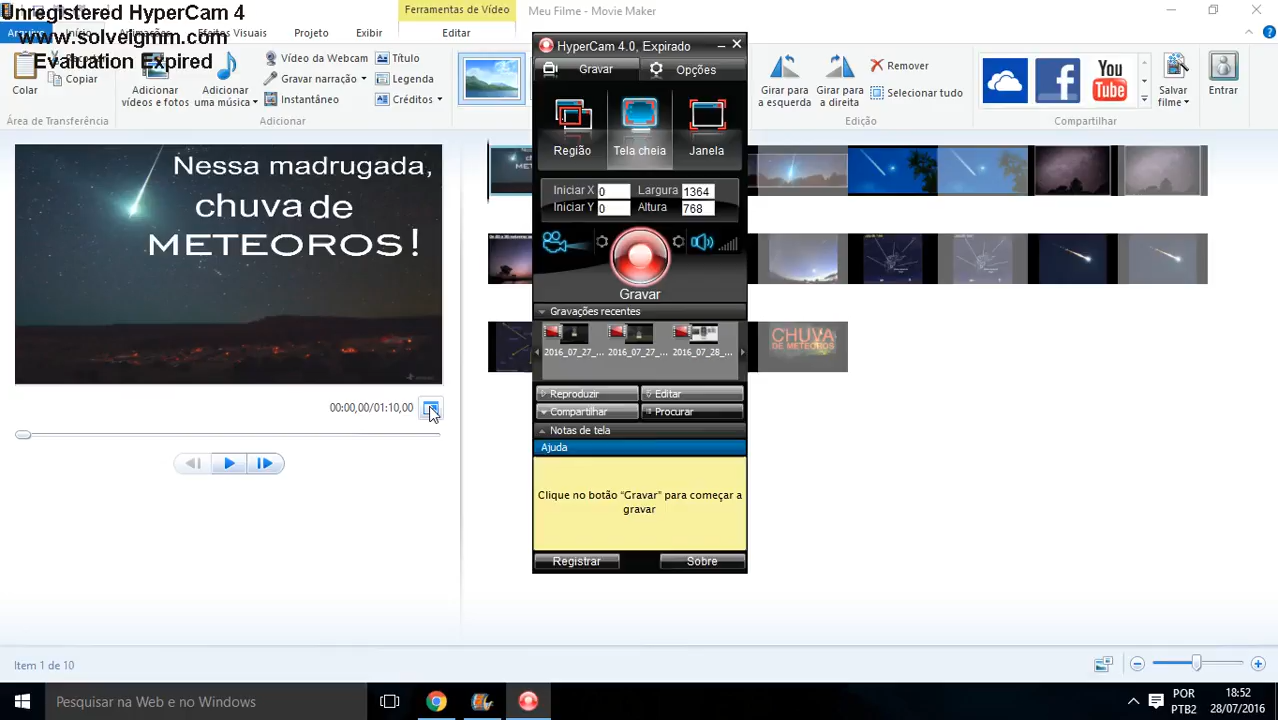 Unregistered HyperCam 4
www.solveigmm.com
Evaluation Expired
Ferramentas de Vídeo
Meu Filme - Movie Maker
Efeitos Visuais
Projeto
Exibir
Editar
Colar
Copiar
Adicionar
vídeos e fotos
Adicionar
uma música
Vídeo da Webcam
Gravar narração
Instantâneo
Título
Legenda
Créditos
Girar para
a esquerda
Girar para
a direita
Remover
Selecionar tudo
You
Tube
Salvar
filme
Entrar
Área de Transferência
Adicionar
Edição
Compartilhar
HyperCam 4.0, Expirado
Gravar
Opções
Região
Tela cheia
Janela
Iniciar X 0 Largura 1364
Iniciar Y 0 Altura 768
Gravar
Gravações recentes
2016_07_27_...
2016_07_27_...
2016_07_28_...
Reproduzir
Editar
Compartilhar
Procurar
Notas de tela
Ajuda
Clique no botão “Gravar” para começar a
gravar
Registrar
Sobre
Nessa madrugada,
chuva de
METEOROS!
00:00,00/01:10,00
CHUVA
DE METEOROS
Item 1 de 10
Pesquisar na Web e no Windows
POR
PTB2
18:52
28/07/2016